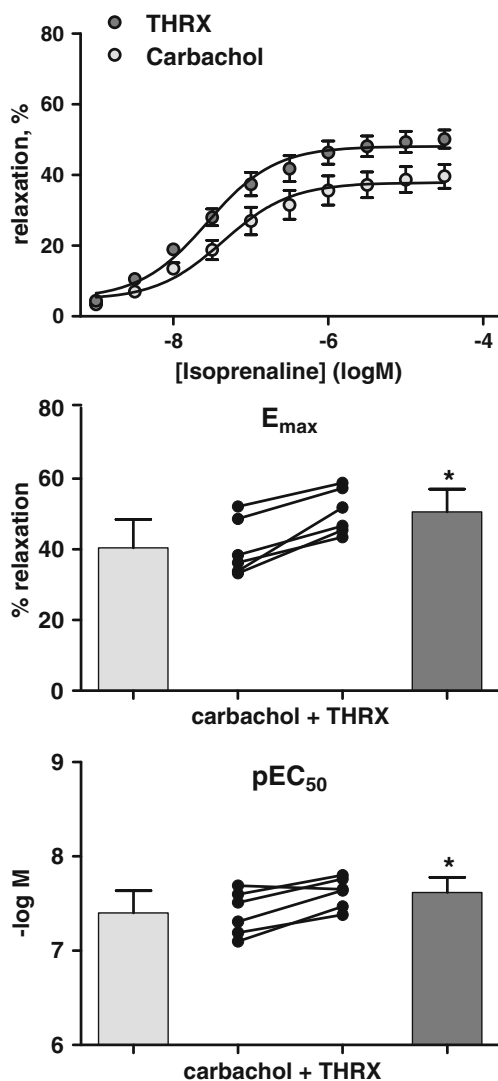 THRX
Carbachol
relaxation, %
80
60
40
20
0
-8
-6
-4
[Isoprenaline] (logM)
Emax
% relaxation
80
60
40
20
0
*
carbachol + THRX
pEC50
-log M
9
8
7
6
*
carbachol + THRX